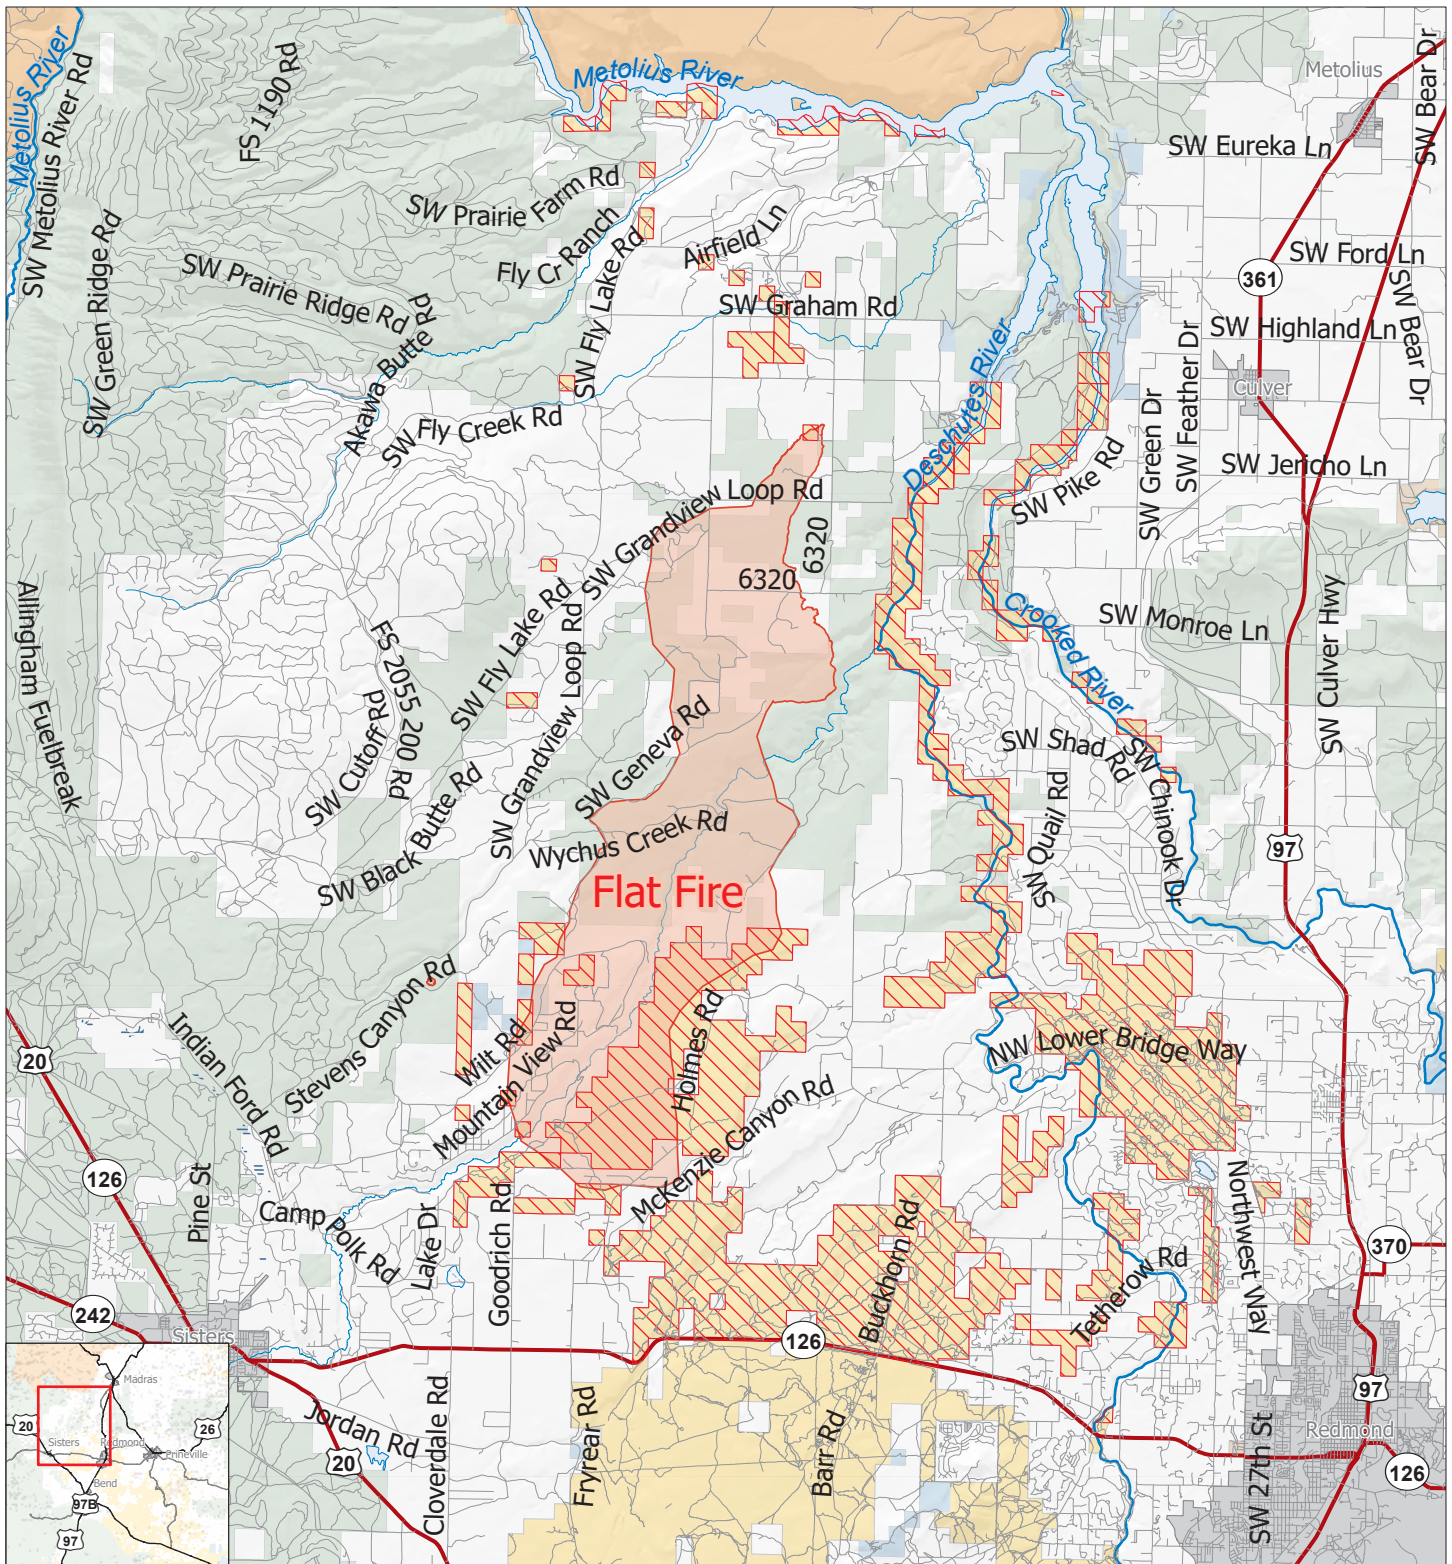 Metolius River
SW Metolius River Rd
FS 1190 Rd
Metolius River
Metolius
SW Bear Dr
SW Eureka Ln
SW Prairie Farm Rd
Fly Cr Ranch
SW Fly Lake Rd
Airfield Ln
SW Green Ridge Rd
SW Prairie Ridge Rd
Akawa Butte Rd
SW Graham Rd
SW Ford Ln
361
SW Bear Dr
SW Highland Ln
SW Feather Dr
SW Green Dr
Culver
Deschutes River
SW Fly Creek Rd
SW Jericho Ln
SW Pike Rd
SW Grandview Loop Rd
6320
6320
SW Fly Lake Rd
SW Grandview Loop Rd
Allingham Fuelbreak
FS 2055 200 Rd
SW Cutoff Rd
Crooked River
SW Monroe Ln
SW Culver Hwy
SW Geneva Rd
SW Shad Rd
SW Chinook Dr
SW Quail Rd
SW Black Butte Rd
Wychus Creek Rd
97
Flat Fire
Stevens Canyon Rd
Indian Ford Rd
Wilt Rd
Mountain View Rd
Holmes Rd
NW Lower Bridge Way
20
McKenzie Canyon Rd
126
Pine St
Camp Polk Rd
Lake Dr
Goodrich Rd
Buckhorn Rd
Tetherow Rd
Northwest Way
370
242
Sisters
126
97
Jordan Rd
20
Cloverdale Rd
Fryrear Rd
Barr Rd
SW 27th St
Redmond
126
Madras
20
26
Sisters
Redmond
Prineville
Bend
97B
97